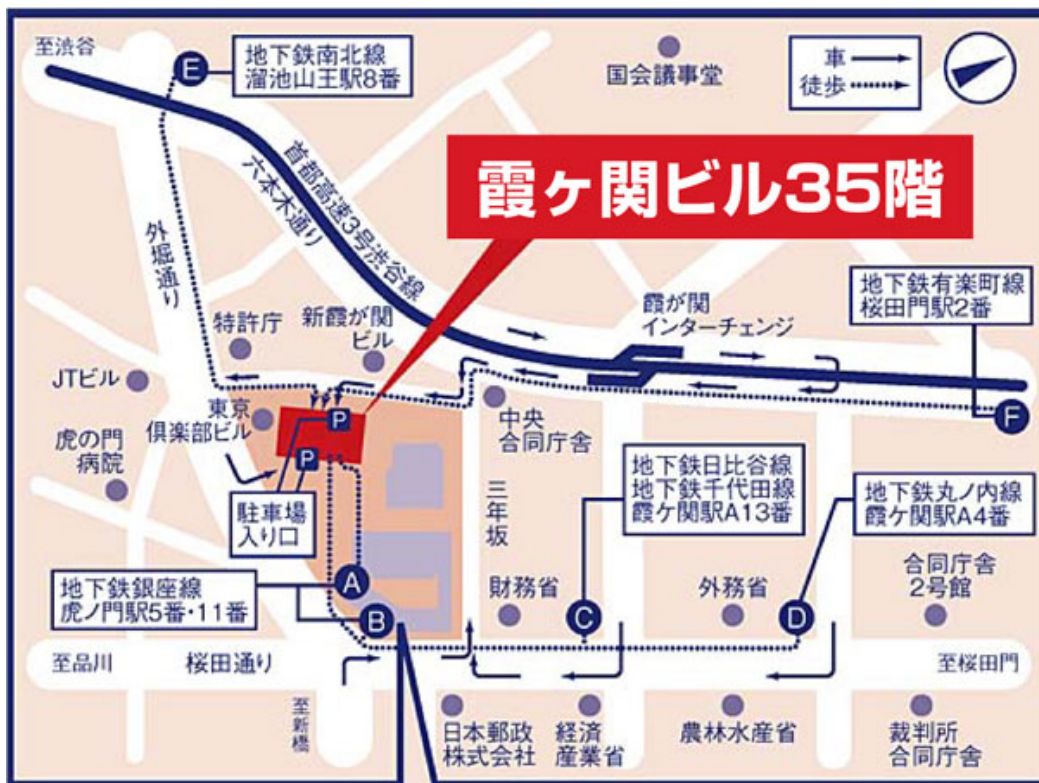 至渋谷
E
地下鉄南北線
溜池山王駅8番
国会議事堂
車
徒歩
霞ヶ関ビル35階
首都高速3号渋谷線
六本木通り
外堀通り
特許庁
新霞が関
ビル
霞が関
インターチェンジ
地下鉄有楽町線
桜田門駅2番
F
JTビル
東京
倶楽部ビル
P
P
中央
合同庁舎
虎の門
病院
駐車場
入り口
三年坂
地下鉄日比谷線
地下鉄千代田線
霞ケ関駅A13番
地下鉄丸ノ内線
霞ケ関駅A4番
地下鉄銀座線
虎ノ門駅5番・11番
A
B
財務省
C
外務省
D
合同庁舎
2号館
至品川
桜田通り
至桜田門
至新橋
日本郵政
株式会社
経済
産業省
農林水産省
裁判所
合同庁舎